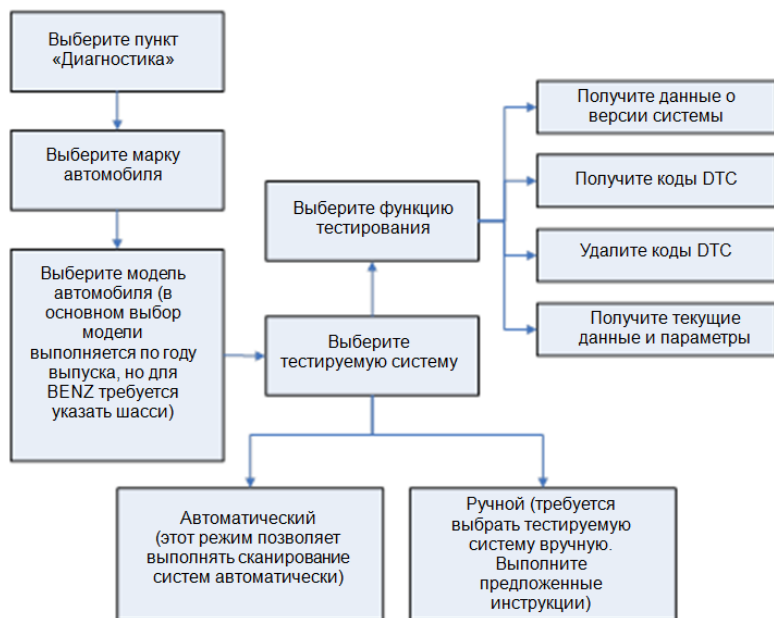 Выберите пункт
«Диагностика»
Выберите марку
автомобиля
Выберите модель
автомобиля (в
основном выбор
модели
выполняется по году
выпуска, но для
BENZ требуется
указать шасси)
Выберите
тестируемую систему
Выберите функцию
тестирования
Получите данные о
версии системы
Получите коды DTC
Удалите коды DTC
Получите текущие
данные и параметры
Автоматический
(этот режим позволяет
выполнять сканирование
систем автоматически)
Ручной (требуется
выбрать тестируемую
систему вручную.
Выполните
предложенные
инструкции)